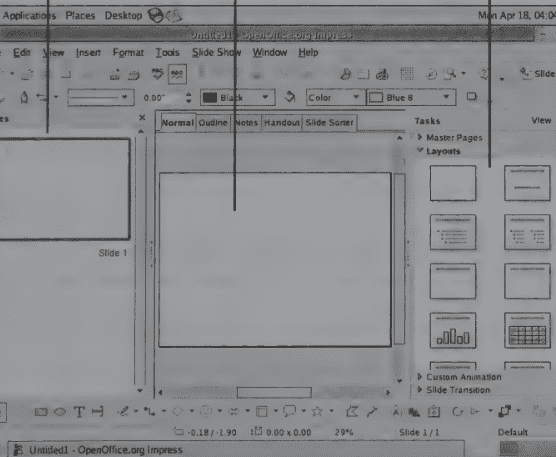 Applications Places Desktop Mon Apr 18, 04:04
Untitled1 - OpenOffice.org Impress
Edit View Insert Format Tools Slide Show Window Help
Slide
0.00" Black Color Blue 8
es × Normal Outline Notes Handout Slide Sorter Tasks View
Master Pages
Layouts
Slide 1
Custom Animation
Slide Transition
-0.18 / -1.90 0.00 x 0.00 29% Slide 1 / 1 Default
Untitled1 - OpenOffice.org Impress